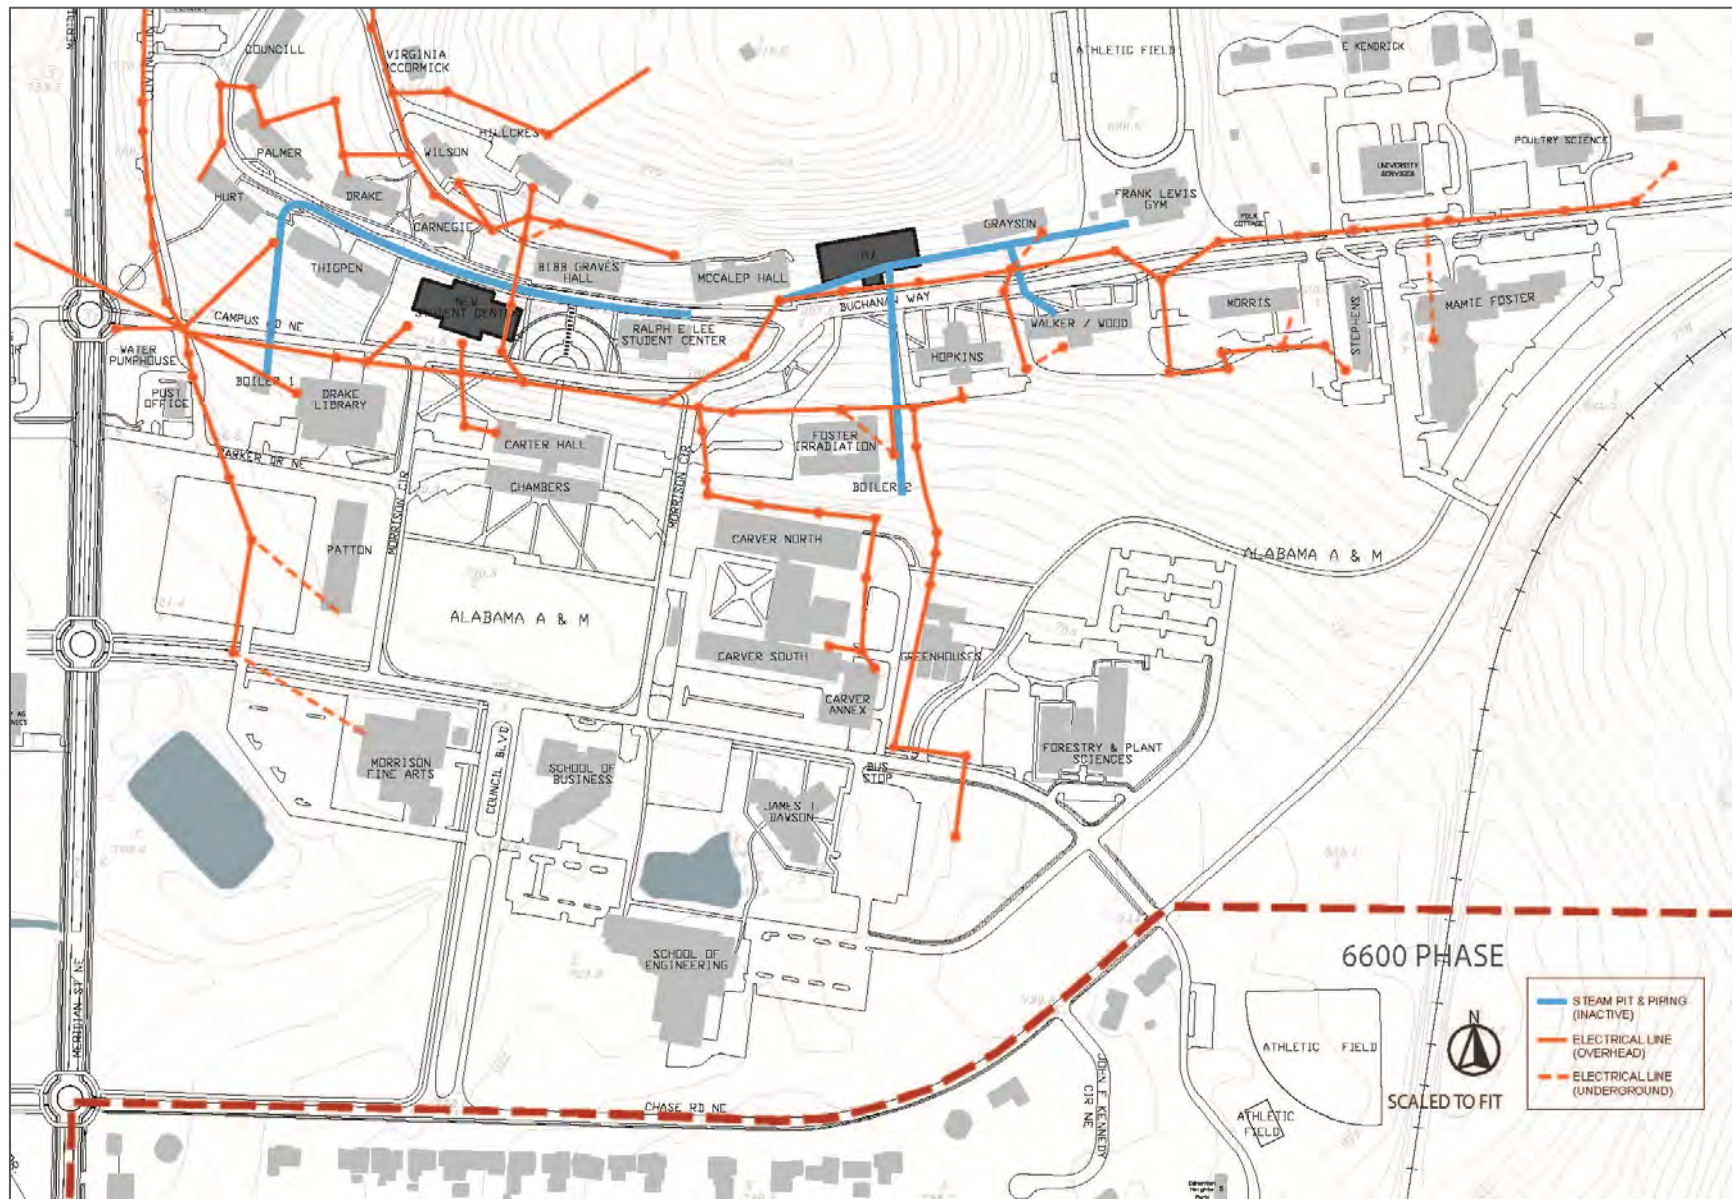 COUNCILL
VIRGINIA
MCCORMICK
ATHLETIC FIELD
E KENDRICK
HILLCREST
PALMER
WILSON
POULTRY SCIENCE
UNIVERSITY
SERVICES
HURT
DRAKE
FRANK LEWIS
GYM
GRAYSON
CARNEGIE
THIGPEN
BIBB GRAVES
HALL
MCCALEP HALL
NEW
STUDENT CENTER
BUCHANAN WAY
MORRIS
MAMIE FOSTER
STEPHENS
CAMPUS RD NE
RALPH E LEE
STUDENT CENTER
WALKER / WOOD
WATER
PUMPHOUSE
HOPKINS
BOILER 1
POST
OFFICE
DRAKE
LIBRARY
CARTER HALL
FOSTER
IRRADIATION
PARKER DR NE
CHAMBERS
BOILER 2
MORRISON CIR
MORRISON CIR
PATTON
CARVER NORTH
ALABAMA A & M
ALABAMA A & M
CARVER SOUTH
GREENHOUSES
CARVER
ANNEX
COUNCIL BLVD
MORRISON
FINE ARTS
SCHOOL OF
BUSINESS
BUS
STOP
FORESTRY & PLANT
SCIENCES
JAMES I.
DAWSON
SCHOOL OF
ENGINEERING
6600 PHASE
MERIDIAN ST NE
STEAM PIT & PIPING
(INACTIVE)
ELECTRICAL LINE
(OVERHEAD)
ELECTRICAL LINE
(UNDERGROUND)
N
SCALED TO FIT
ATHLETIC FIELD
CHASE RD NE
JOHN F. KENNEDY
CIR NE
ATHLETIC
FIELD